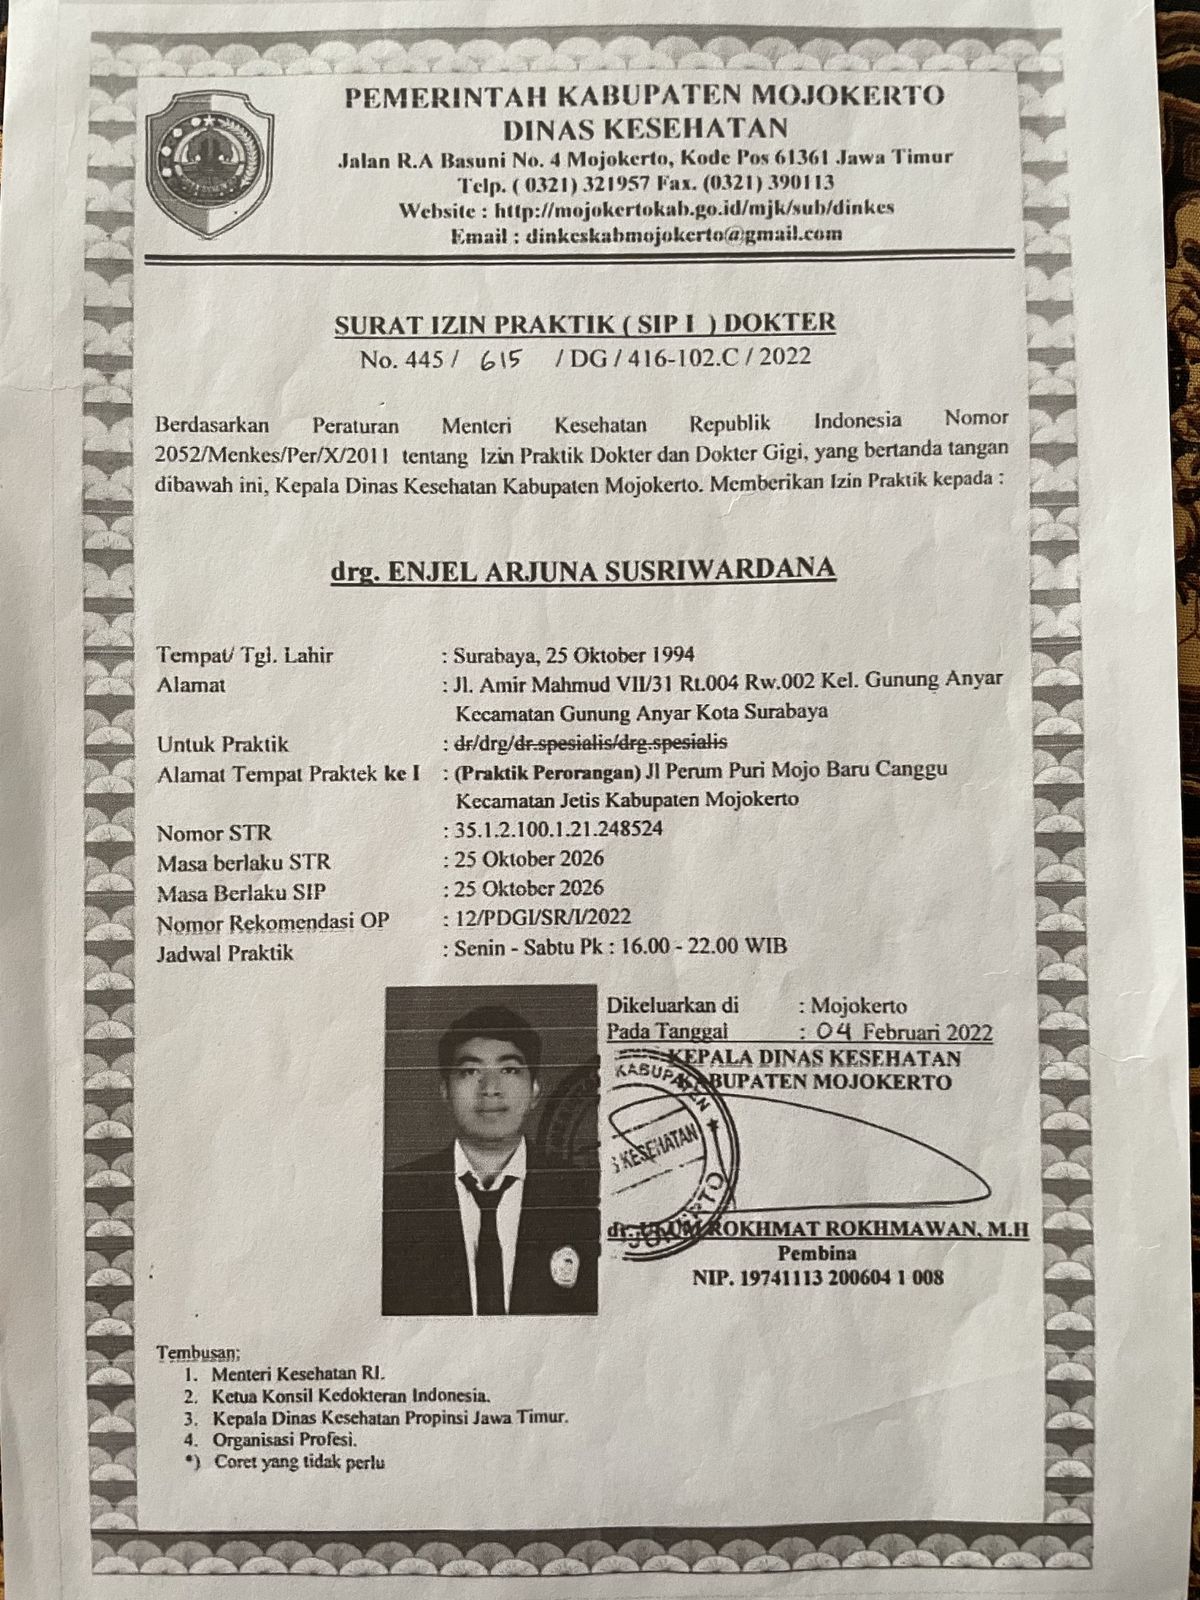 PEMERINTAH KABUPATEN MOJOKERTO
DINAS KESEHATAN
Jalan R.A Basuni No. 4 Mojokerto, Kode Pos 61361 Jawa Timur
Telp. ( 0321) 321957 Fax. (0321) 390113
Website : http://mojokertokab.go.id/mjk/sub/dinkes
Email : dinkeskabmojokerto@gmail.com
SURAT IZIN PRAKTIK ( SIP I ) DOKTER
No. 445 / 615 / DG / 416-102.C / 2022
Berdasarkan Peraturan Menteri Kesehatan Republik Indonesia Nomor
2052/Menkes/Per/X/2011 tentang Izin Praktik Dokter dan Dokter Gigi, yang bertanda tangan
dibawah ini, Kepala Dinas Kesehatan Kabupaten Mojokerto. Memberikan Izin Praktik kepada :
drg. ENJEL ARJUNA SUSRIWARDANA
Tempat/ Tgl. Lahir : Surabaya, 25 Oktober 1994
Alamat : Jl. Amir Mahmud VII/31 Rt.004 Rw.002 Kel. Gunung Anyar
Kecamatan Gunung Anyar Kota Surabaya
Untuk Praktik : dr/drg/dr.spesialis/drg.spesialis
Alamat Tempat Praktek ke I : (Praktik Perorangan) Jl Perum Puri Mojo Baru Canggu
Kecamatan Jetis Kabupaten Mojokerto
Nomor STR : 35.1.2.100.1.21.248524
Masa berlaku STR : 25 Oktober 2026
Masa Berlaku SIP : 25 Oktober 2026
Nomor Rekomendasi OP : 12/PDGI/SR/I/2022
Jadwal Praktik : Senin - Sabtu Pk : 16.00 - 22.00 WIB
Dikeluarkan di : Mojokerto
Pada Tanggal : 04 Februari 2022
KEPALA DINAS KESEHATAN
KABUPATEN MOJOKERTO
KABUPATEN
KESEHATAN
dr. ROKHMAT ROKHMAWAN, M.H
Pembina
NIP. 19741113 200604 1 008
Tembusan:
1. Menteri Kesehatan RI.
2. Ketua Konsil Kedokteran Indonesia.
3. Kepala Dinas Kesehatan Propinsi Jawa Timur.
4. Organisasi Profesi.
*) Coret yang tidak perlu